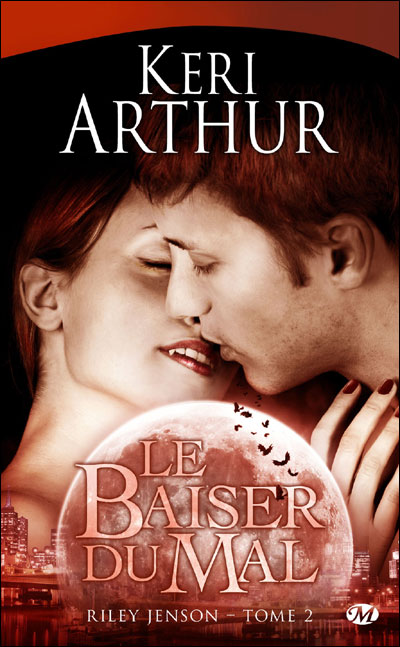 KERI
ARTHUR
LE
BAISER
DU MAL
RILEY JENSON – TOME 2
M